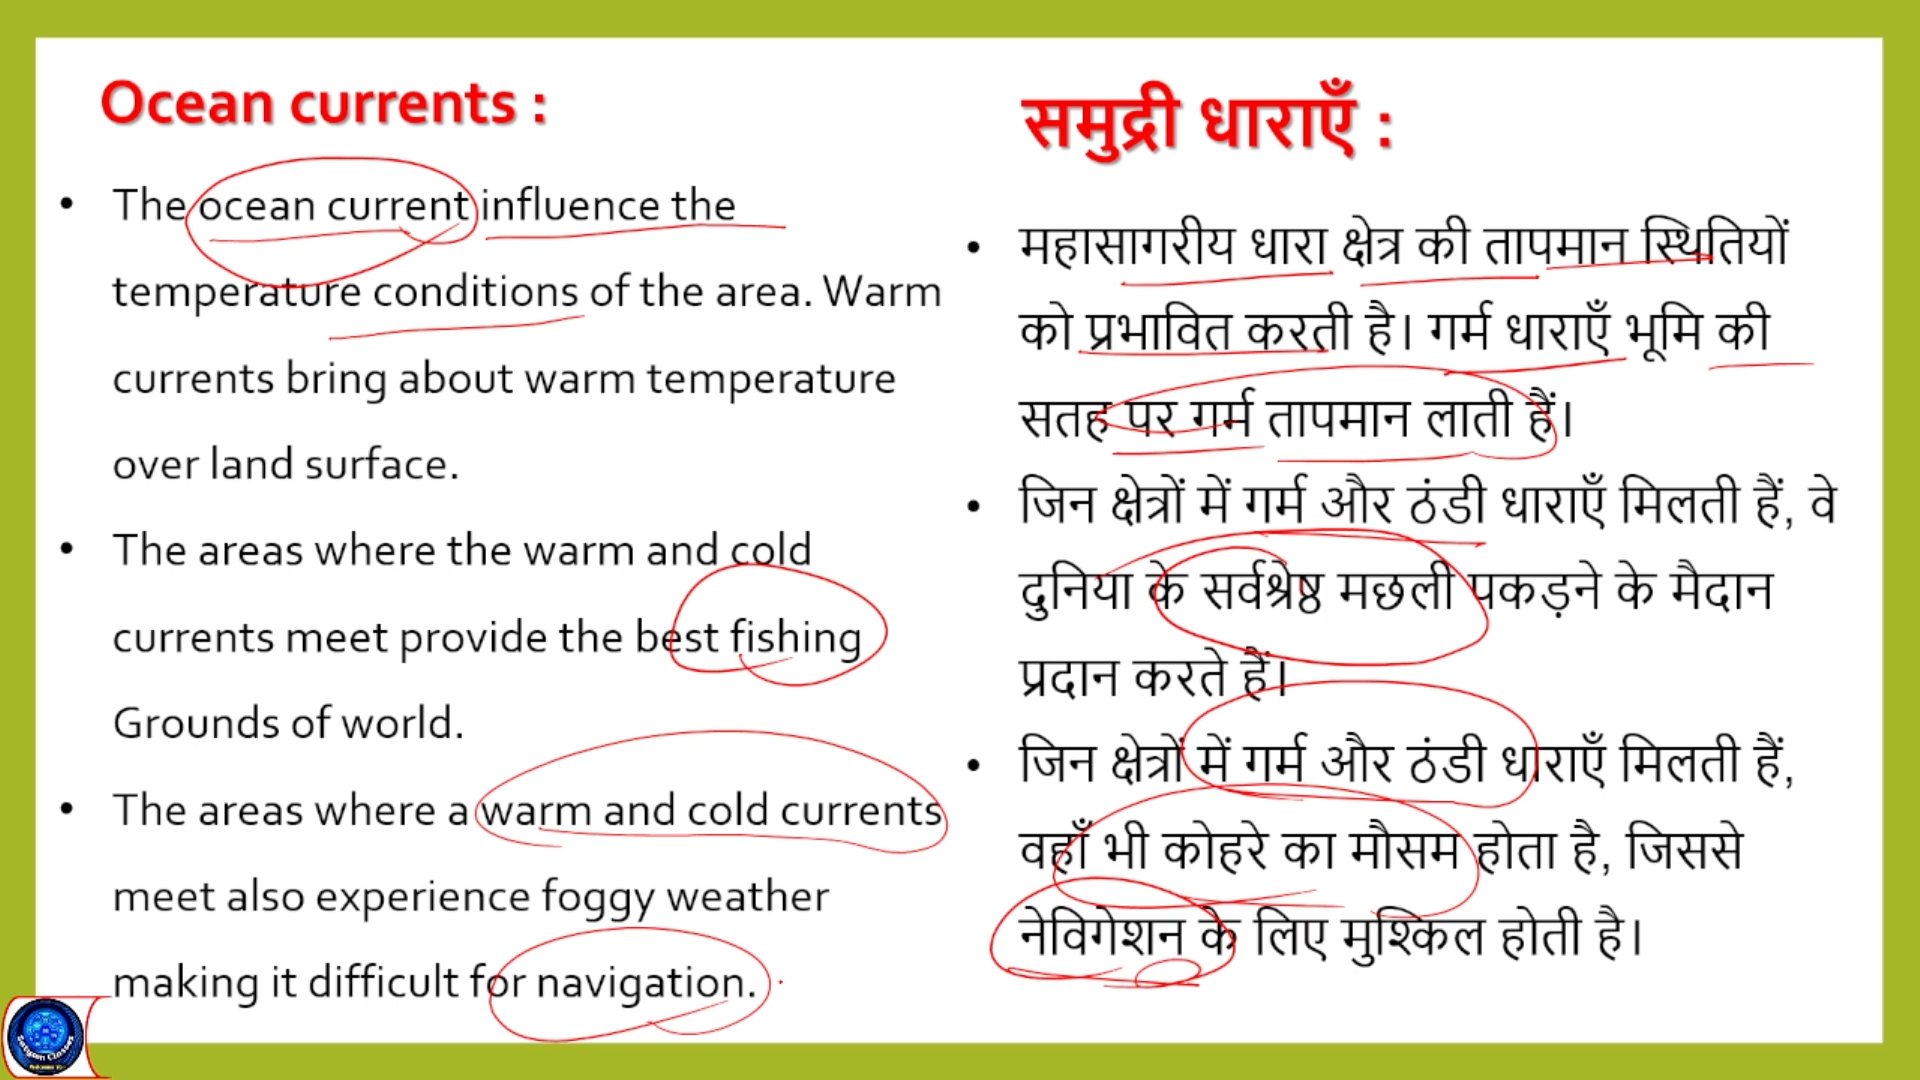 Ocean currents :
• The ocean current influence the
temperature conditions of the area. Warm
currents bring about warm temperature
over land surface.
• The areas where the warm and cold
currents meet provide the best fishing
Grounds of world.
• The areas where a warm and cold currents
meet also experience foggy weather
making it difficult for navigation.
समुद्री धाराएँ :
• महासागरीय धारा क्षेत्र की तापमान स्थितियों
को प्रभावित करती है। गर्म धाराएँ भूमि की
सतह पर गर्म तापमान लाती हैं।
• जिन क्षेत्रों में गर्म और ठंडी धाराएँ मिलती हैं, वे
दुनिया के सर्वश्रेष्ठ मछली पकड़ने के मैदान
प्रदान करते हैं।
• जिन क्षेत्रों में गर्म और ठंडी धाराएँ मिलती हैं,
वहाँ भी कोहरे का मौसम होता है, जिससे
नेविगेशन के लिए मुश्किल होती है।